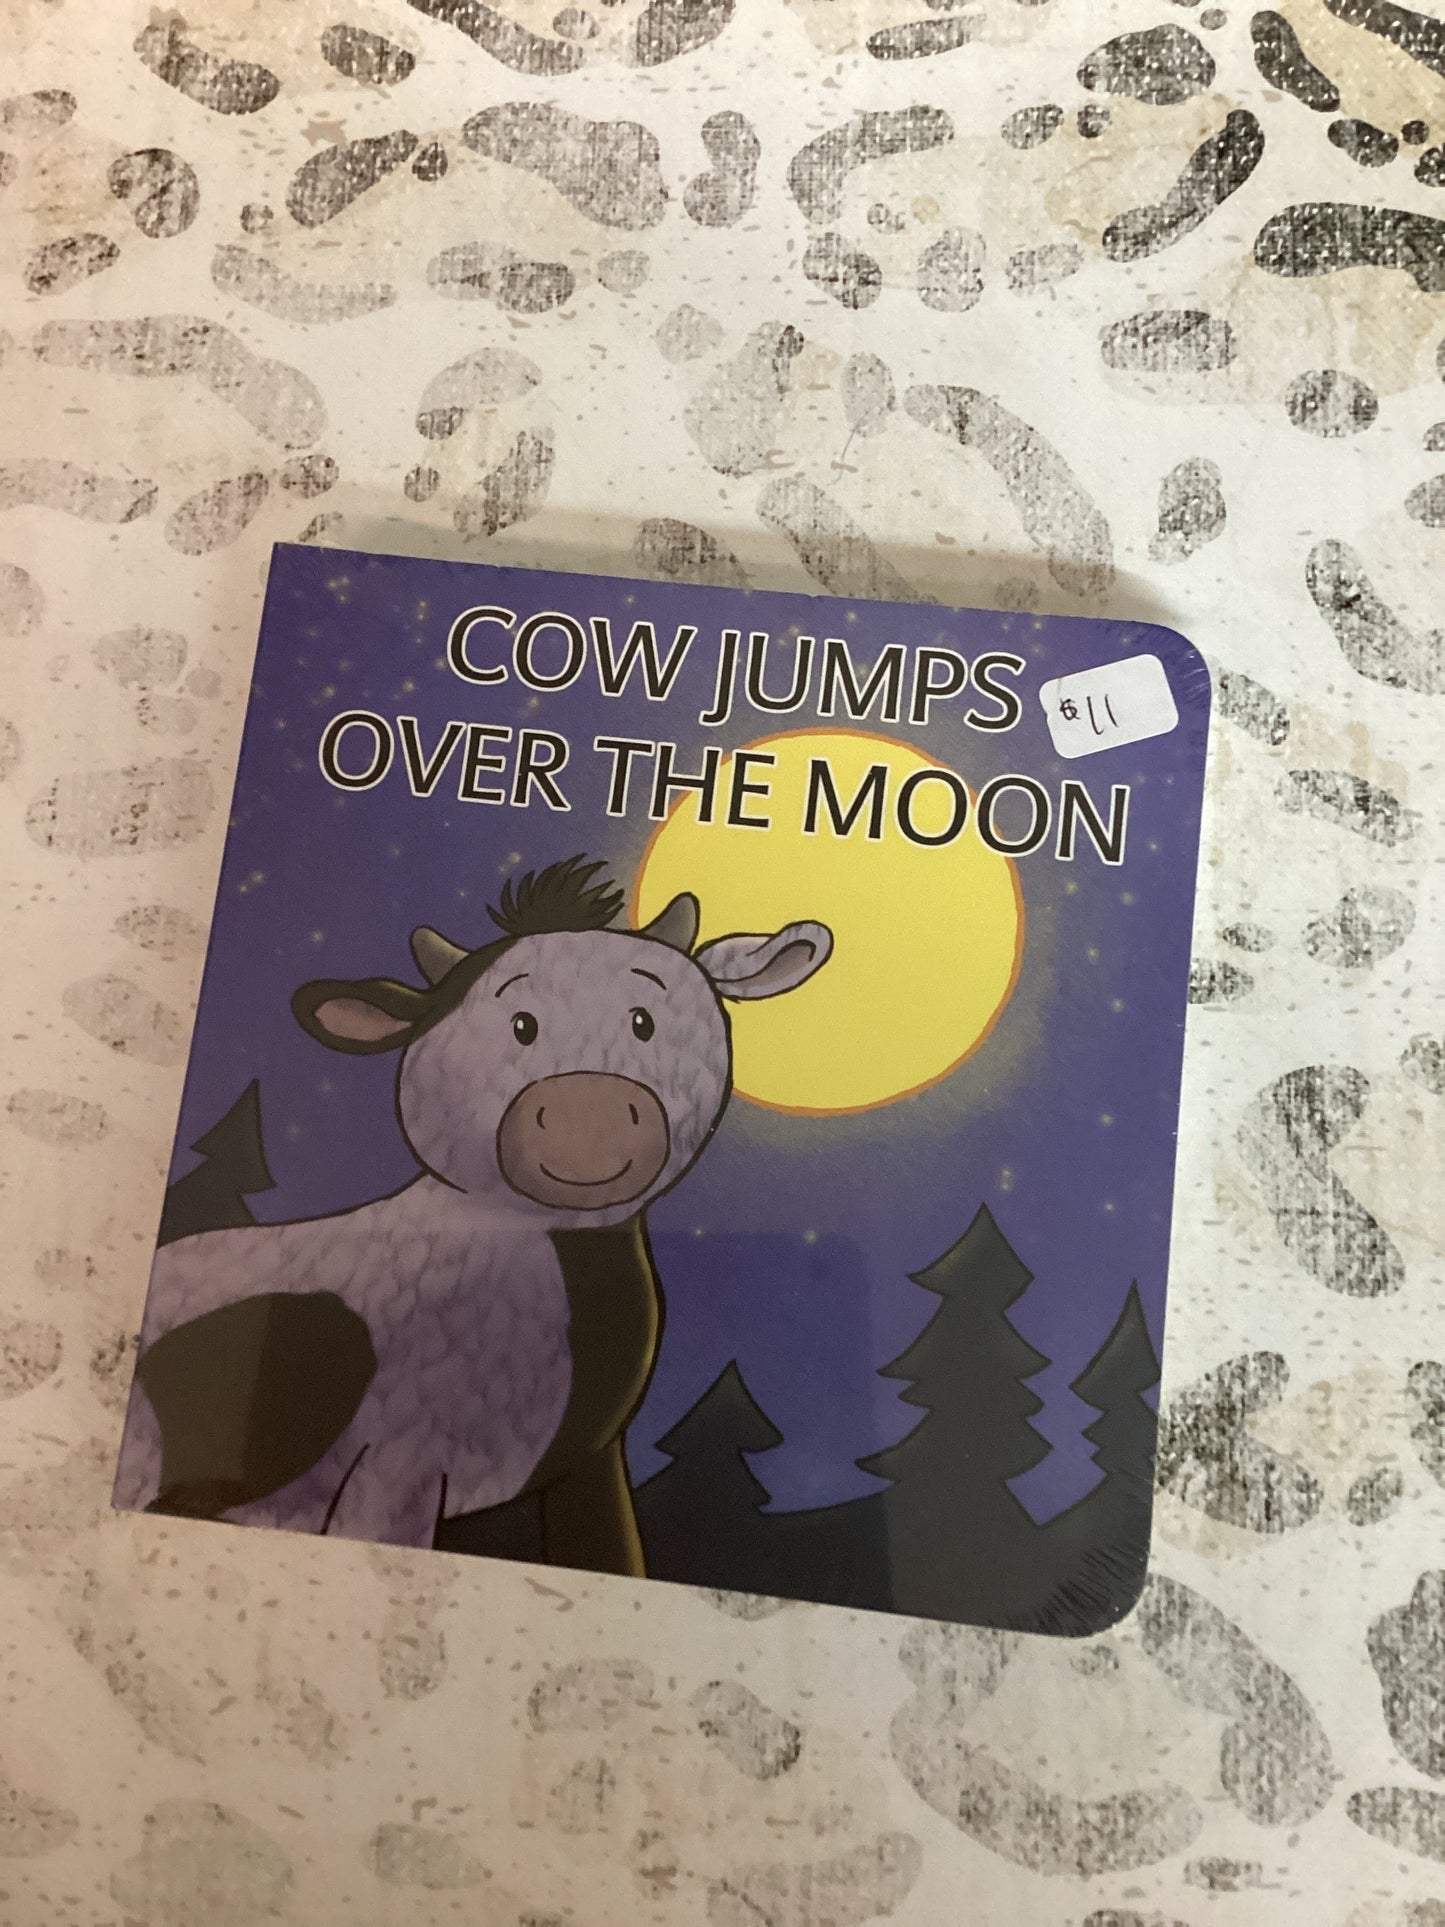 COW JUMPS
OVER THE MOON
$11